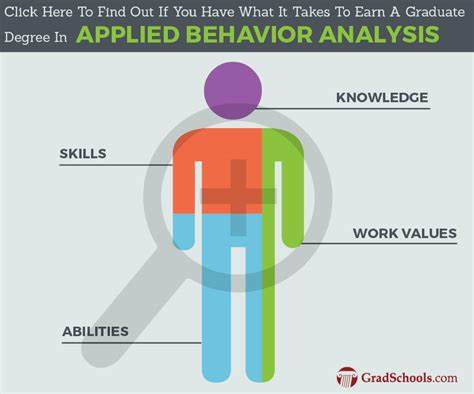 Click Here To Find Out If You Have What It Takes To Earn A Graduate
Degree In APPLIED BEHAVIOR ANALYSIS
KNOWLEDGE
SKILLS
WORK VALUES
ABILITIES
GradSchools.com